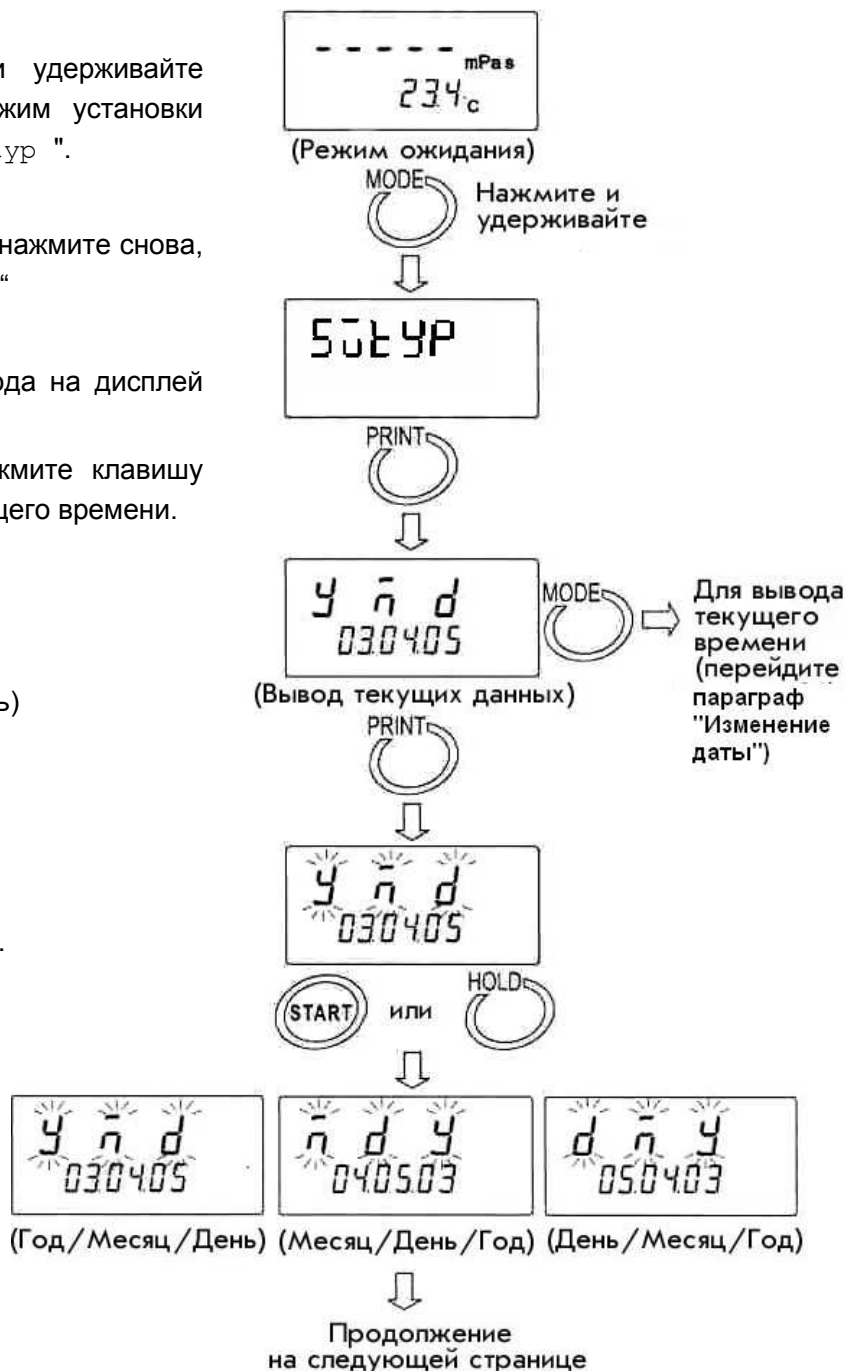 - - - - - mPas
23.4 c
и удерживайте
жим установки
(Режим ожидания)
yp ".
MODE
Нажмите и
удерживайте
нажмите снова,
“
SūtYP
ода на дисплей
PRINT
жмите клавишу
щего времени.
y n̄ d
03.04.05
MODE
Для вывода
текущего
времени
(перейдите
параграф
"Изменение
даты")
ь)
(Вывод текущих данных)
PRINT
y n̄ d
03.04.05
.
START
или
HOLD
y n̄ d
03.04.05
(Год/Месяц/День)
n̄ d y
04.05.03
(Месяц/День/Год)
d n̄ y
05.04.03
(День/Месяц/Год)
Продолжение
на следующей странице